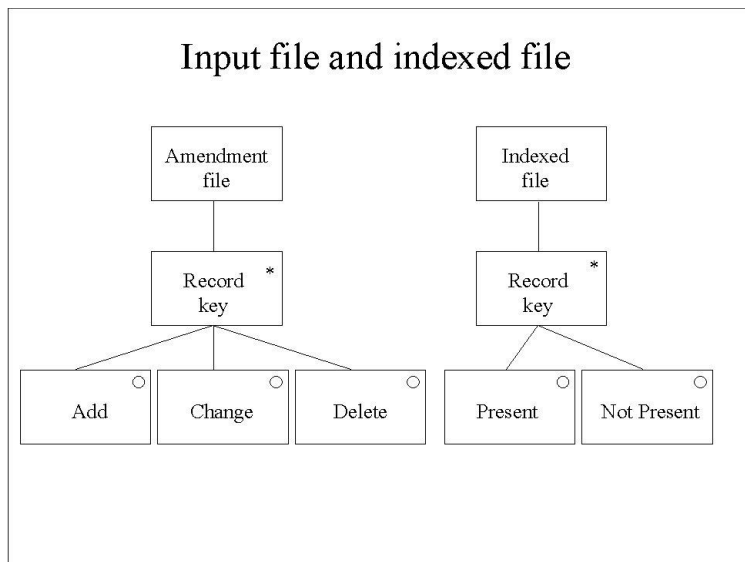 Input file and indexed file
Amendment
file
Indexed
file
Record
key
*
Record
key
*
Add
Change
Delete
Present
Not Present